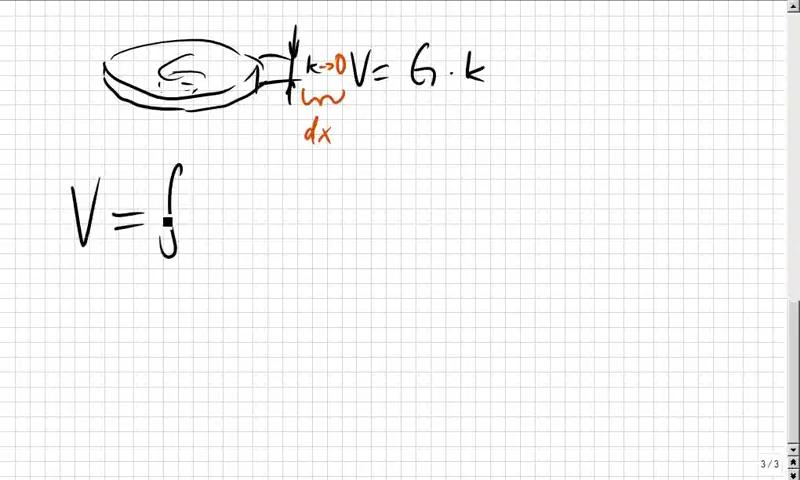 G k→0 V = G · k
dx
V = ∫
3 / 3